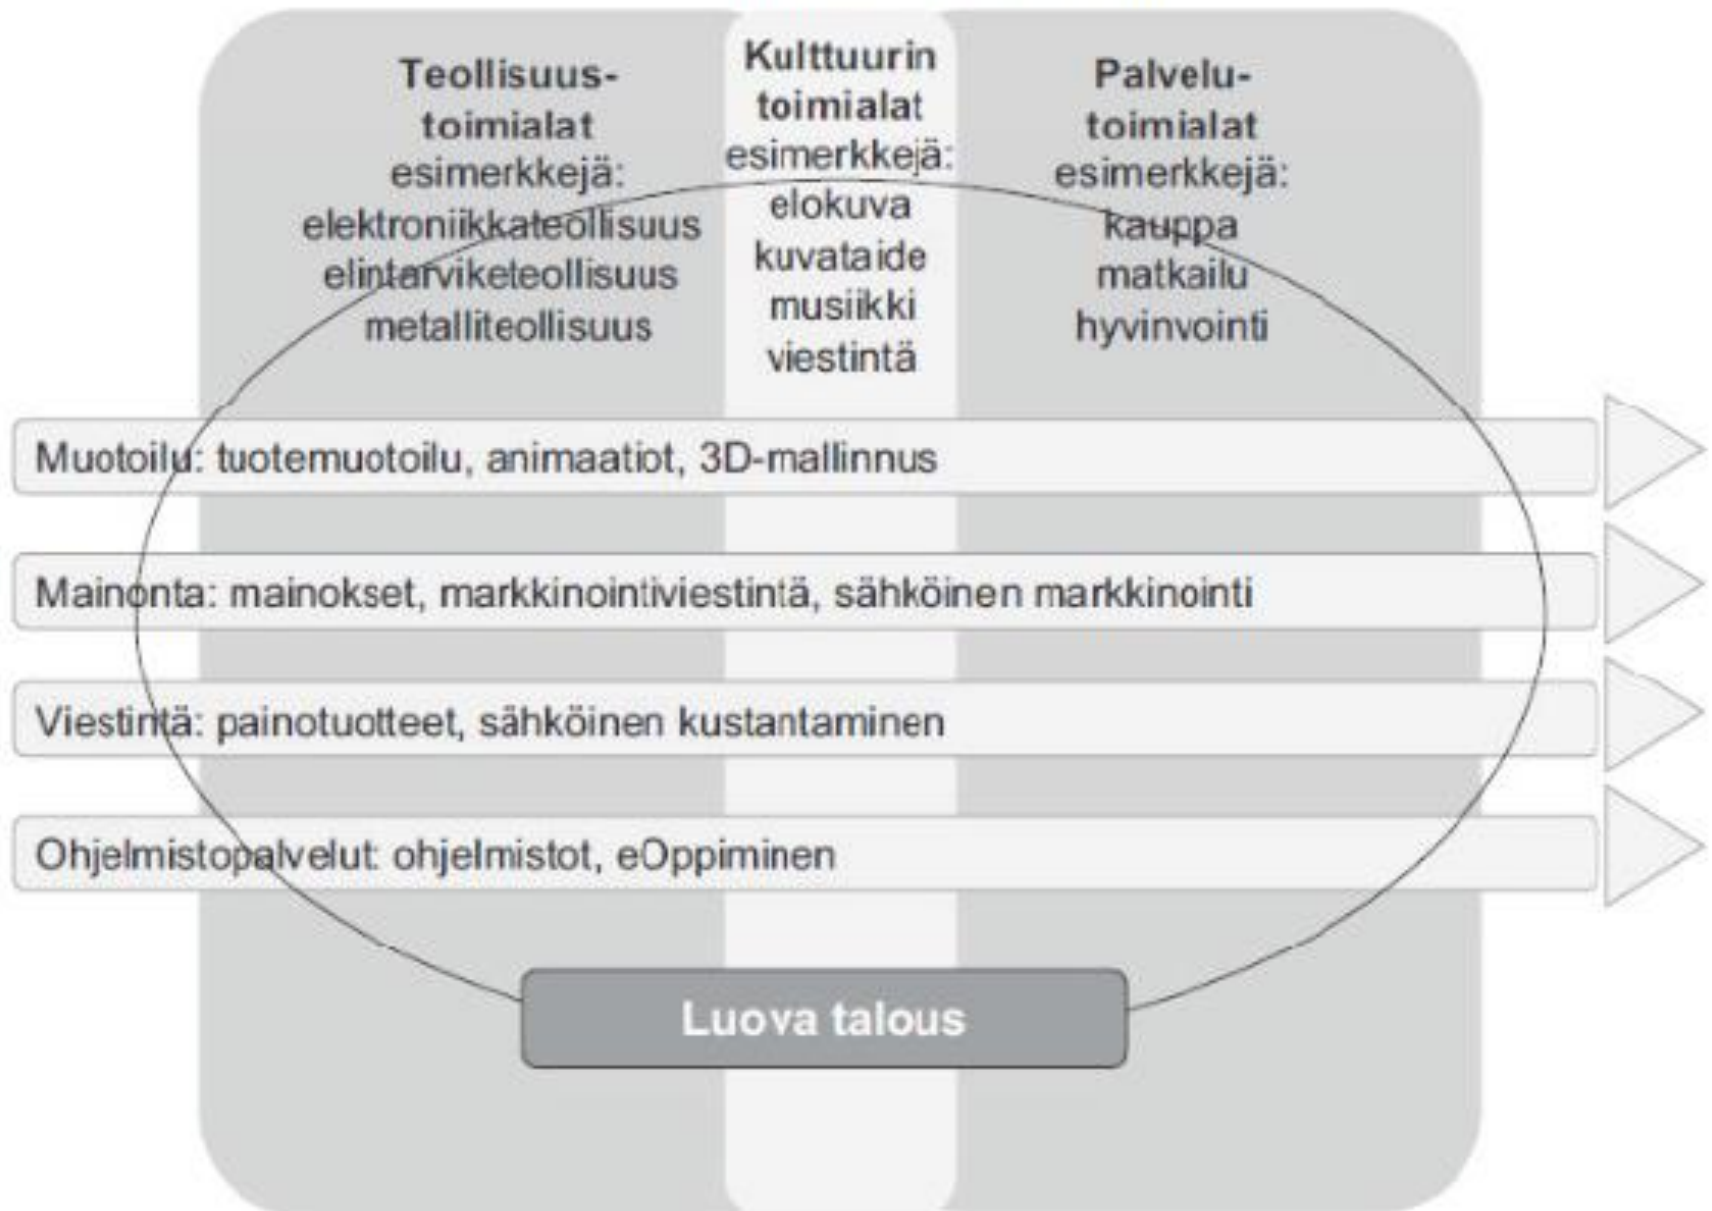 Teollisuus-
toimialat
esimerkkejä:
elektroniikkateollisuus
elintarviketeollisuus
metalliteollisuus
Kulttuurin
toimialat
esimerkkejä:
elokuva
kuvataide
musiikki
viestintä
Palvelu-
toimialat
esimerkkejä:
kauppa
matkailu
hyvinvointi
Muotoilu: tuotemuotoilu, animaatiot, 3D-mallinnus
Mainonta: mainokset, markkinointiviestintä, sähköinen markkinointi
Viestintä: painotuotteet, sähköinen kustantaminen
Ohjelmistopalvelut: ohjelmistot, eOppiminen
Luova talous